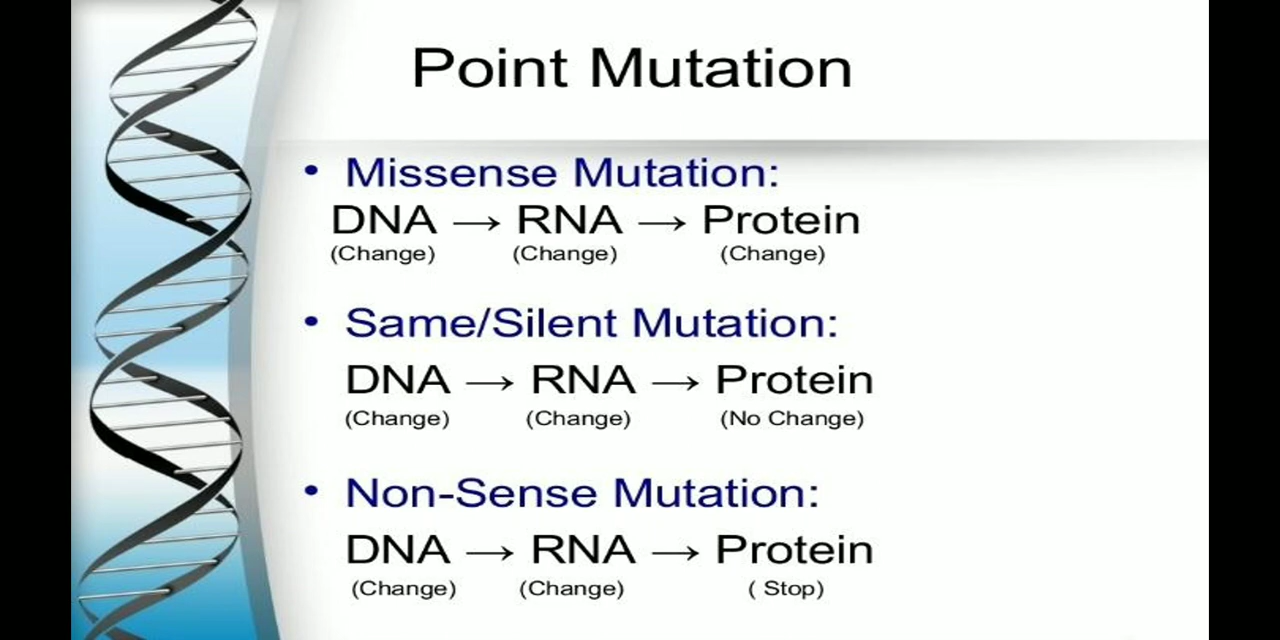 Point Mutation
• Missense Mutation:
DNA → RNA → Protein
(Change) (Change) (Change)
• Same/Silent Mutation:
DNA → RNA → Protein
(Change) (Change) (No Change)
• Non-Sense Mutation:
DNA → RNA → Protein
(Change) (Change) ( Stop)